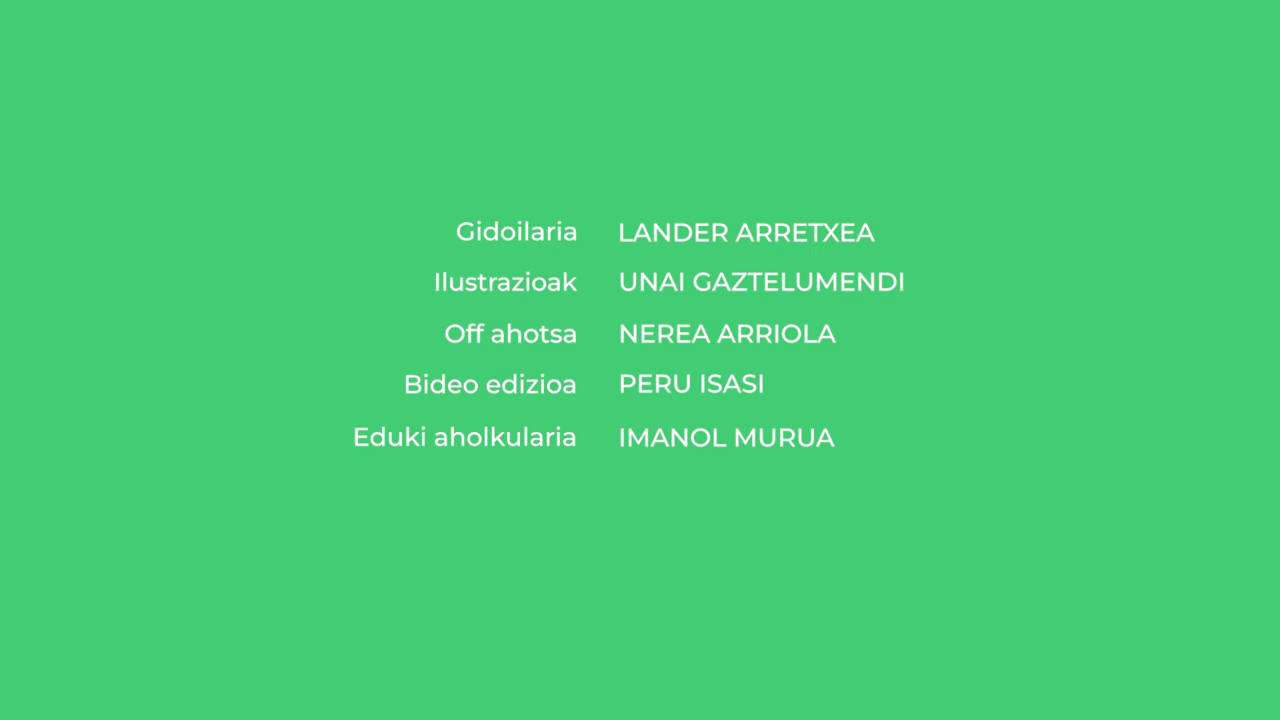 Gidoilaria LANDER ARRETXEA
Ilustrazioak UNAI GAZTELUMENDI
Off ahotsa NEREA ARRIOLA
Bideo edizioa PERU ISASI
Eduki aholkularia IMANOL MURUA